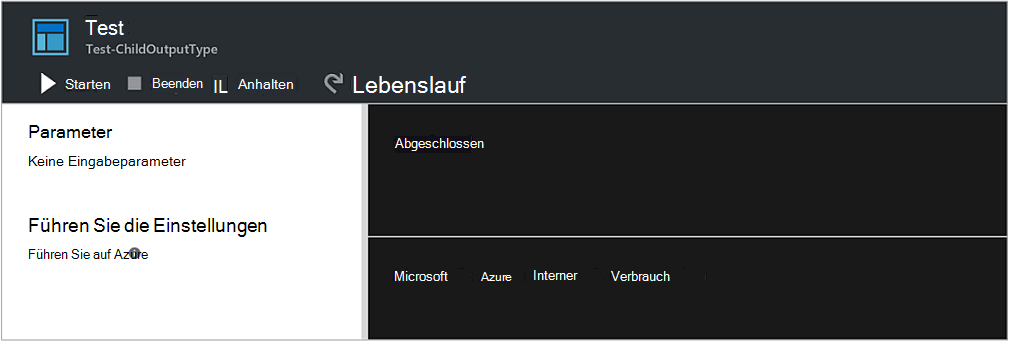 Test
Test-ChildOutputType
Starten Beenden IL Anhalten Lebenslauf
Parameter
Keine Eingabeparameter
Führen Sie die Einstellungen
Führen Sie auf Azure
Abgeschlossen
Microsoft Azure Interner Verbrauch